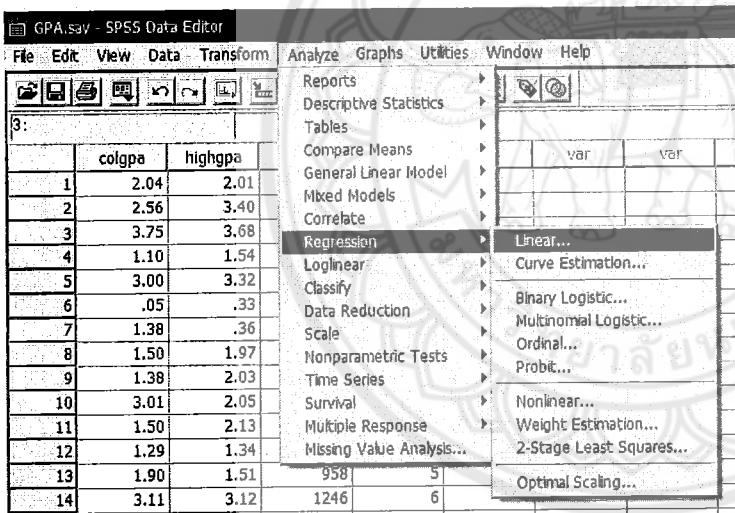 GPA.sav - SPSS Data Editor
File Edit View Data Transform Analyze Graphs Utilities Window Help
3:
colgpa highgpa var var
1 2.04 2.01
2 2.56 3.40
3 3.75 3.68
4 1.10 1.54
5 3.00 3.32
6 .05 .33
7 1.38 .36
8 1.50 1.97
9 1.38 2.03
10 3.01 2.05
11 1.50 2.13
12 1.29 1.34
13 1.90 1.51 958 5
14 3.11 3.12 1246 6
Reports
Descriptive Statistics
Tables
Compare Means
General Linear Model
Mixed Models
Correlate
Regression
Loglinear
Classify
Data Reduction
Scale
Nonparametric Tests
Time Series
Survival
Multiple Response
Missing Value Analysis...
Linear...
Curve Estimation...
Binary Logistic...
Multinomial Logistic...
Ordinal...
Probit...
Nonlinear...
Weight Estimation...
2-Stage Least Squares...
Optimal Scaling...